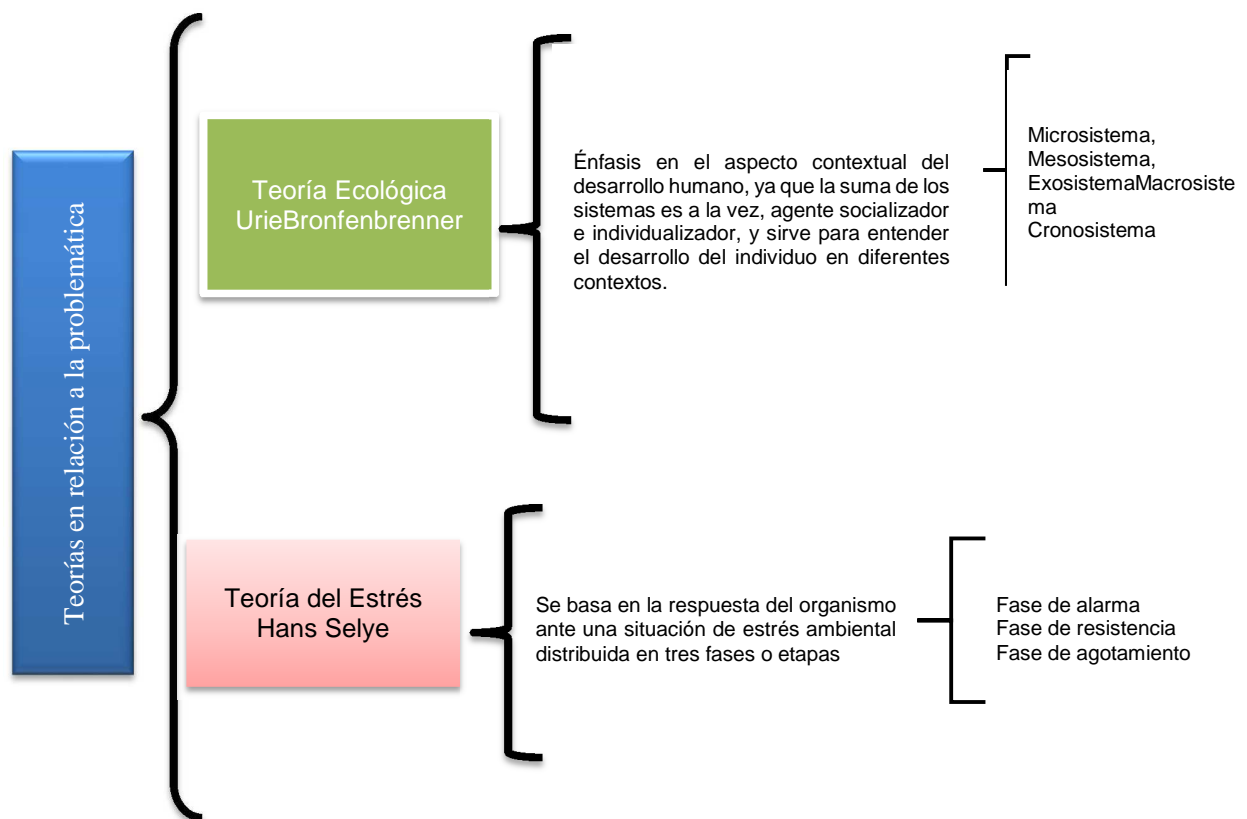 Teorías en relación a la problemática
Teoría Ecológica
UrieBronfenbrenner
Énfasis en el aspecto contextual del
desarrollo humano, ya que la suma de los
sistemas es a la vez, agente socializador
e individualizador, y sirve para entender
el desarrollo del individuo en diferentes
contextos.
Microsistema,
Mesosistema,
ExosistemaMacrosiste
ma
Cronosistema
Teoría del Estrés
Hans Selye
Se basa en la respuesta del organismo
ante una situación de estrés ambiental
distribuida en tres fases o etapas
Fase de alarma
Fase de resistencia
Fase de agotamiento